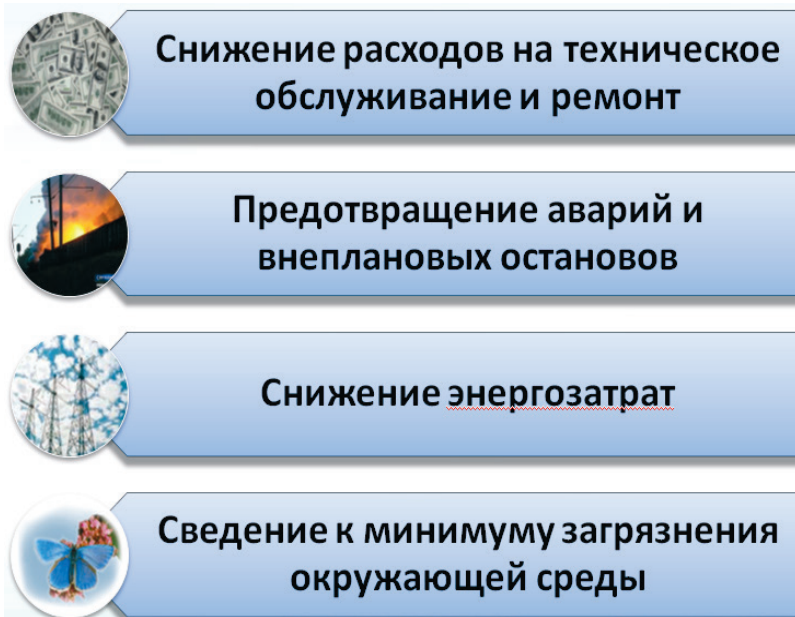 Снижение расходов на техническое
обслуживание и ремонт
Предотвращение аварий и
внеплановых остановов
Снижение энергозатрат
Сведение к минимуму загрязнения
окружающей среды